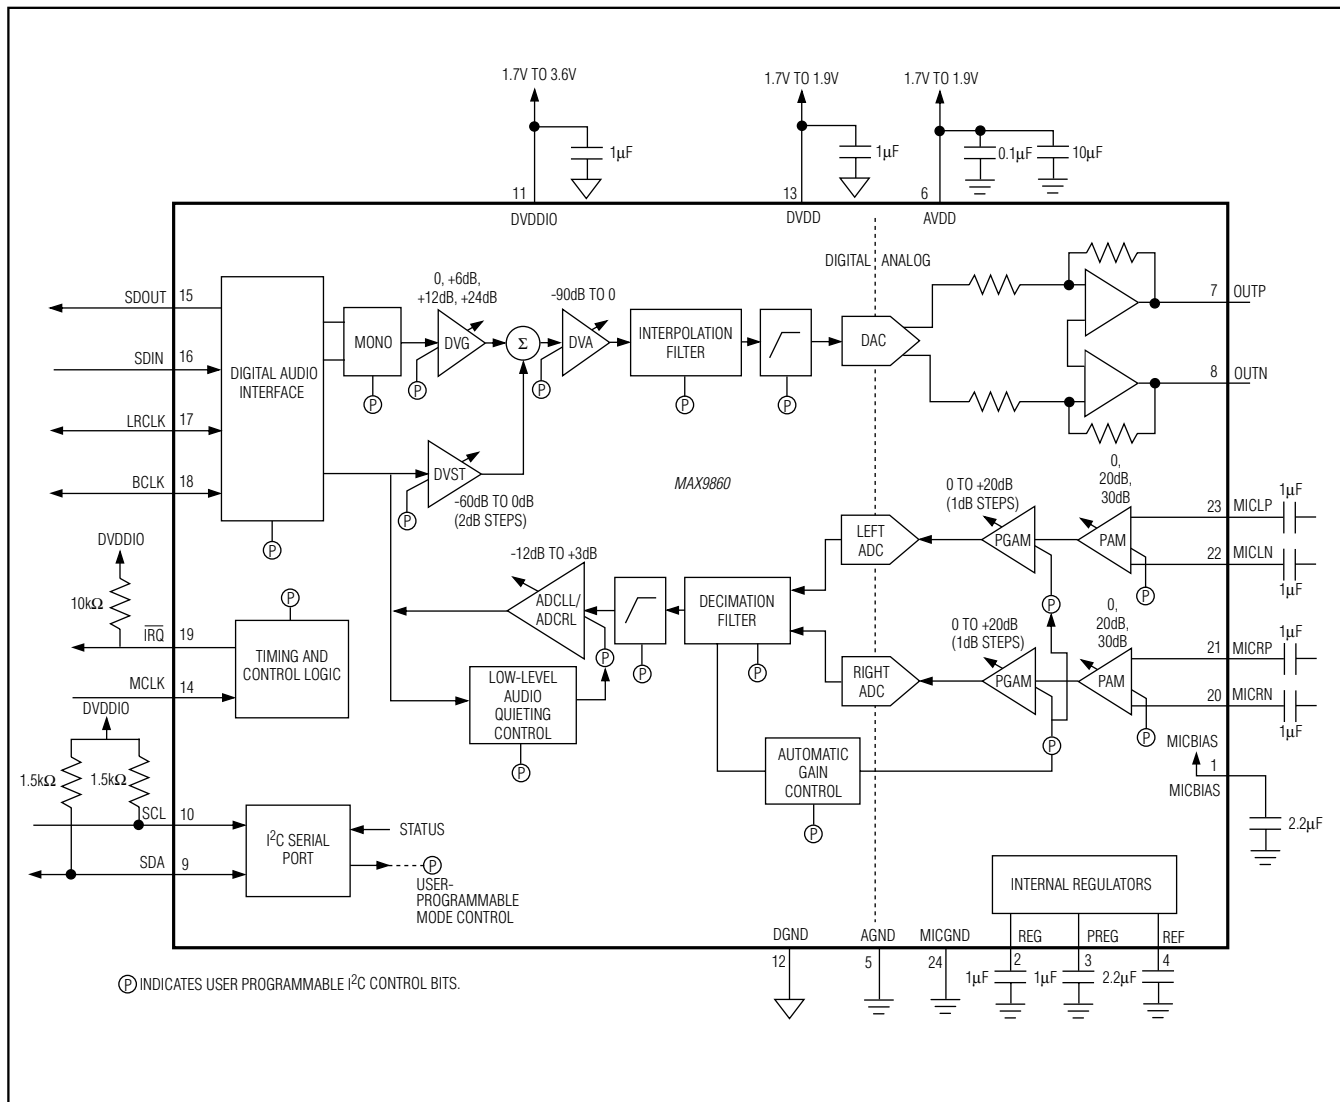 1.7V TO 3.6V
1.7V TO 1.9V
1.7V TO 1.9V
1µF
1µF
0.1µF
10µF
11
13
6
DVDDIO
DVDD
AVDD
DIGITAL
ANALOG
SDOUT
15
SDIN
16
LRCLK
17
BCLK
18
DIGITAL AUDIO
INTERFACE
P
MONO
P
0, +6dB,
+12dB, +24dB
DVG
P
Σ
-90dB TO 0
DVA
P
INTERPOLATION
FILTER
P
P
DAC
7
OUTP
8
OUTN
DVST
P
-60dB TO 0dB
(2dB STEPS)
MAX9860
LEFT
ADC
0 TO +20dB
(1dB STEPS)
PGAM
P
0,
20dB,
30dB
PAM
P
23
MICLP
1µF
22
MICLN
1µF
DVDDIO
10kΩ
IRQ
19
MCLK
14
P
TIMING AND
CONTROL LOGIC
-12dB TO +3dB
ADCLL/
ADCRL
P
P
DECIMATION
FILTER
P
LOW-LEVEL
AUDIO
QUIETING
CONTROL
P
RIGHT
ADC
0 TO +20dB
(1dB STEPS)
PGAM
P
0,
20dB,
30dB
PAM
P
21
MICRP
1µF
20
MICRN
1µF
AUTOMATIC
GAIN
CONTROL
P
MICBIAS
1
MICBIAS
2.2µF
DVDDIO
1.5kΩ
1.5kΩ
SCL
10
SDA
9
I2C SERIAL
PORT
STATUS
P
USER-
PROGRAMMABLE
MODE CONTROL
INTERNAL REGULATORS
DGND
AGND
MICGND
REG
PREG
REF
12
5
24
2
3
4
1µF
1µF
2.2µF
P INDICATES USER PROGRAMMABLE I2C CONTROL BITS.